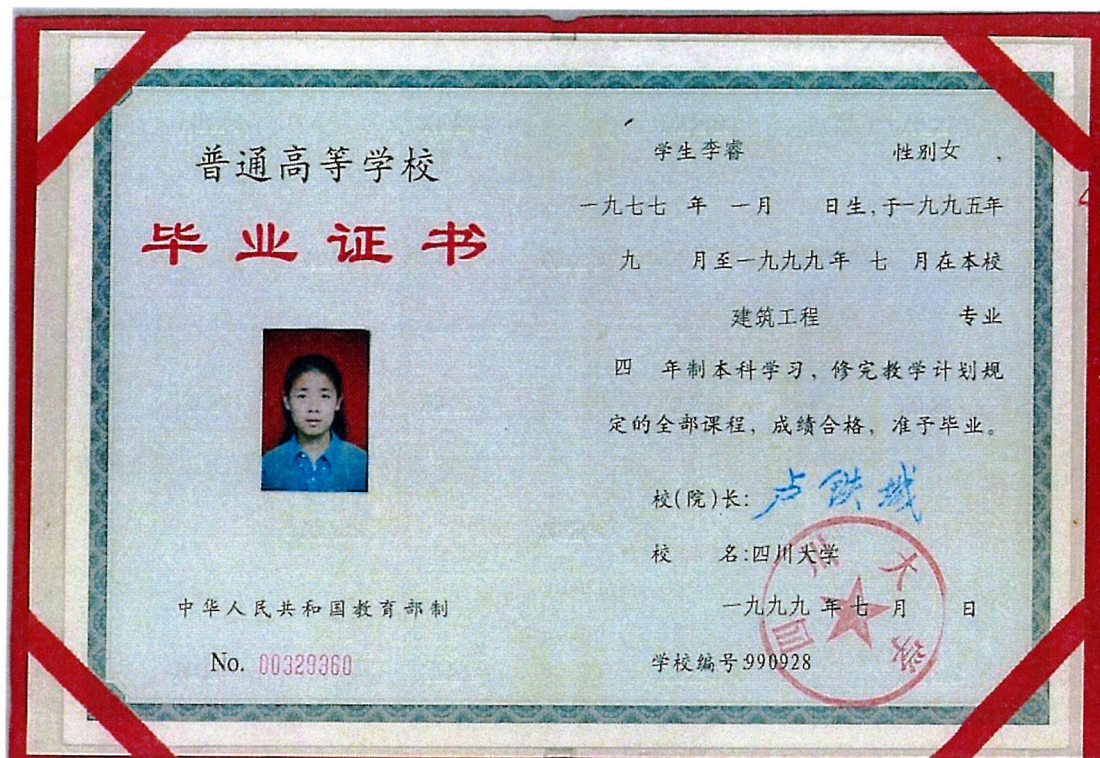 普通高等学校
毕业证书
中华人民共和国教育部制
No. 00329360
学生李睿 性别女，
一九七七 年 一月 日生，于一九九五年
九 月至一九九九年 七 月在本校
建筑工程 专业
四 年制本科学习，修完教学计划规
定的全部课程，成绩合格，准予毕业。
校(院)长: 卢铁城
校 名:四川大学
一九九九 年七 月 日
学校编号:990928
四川大学